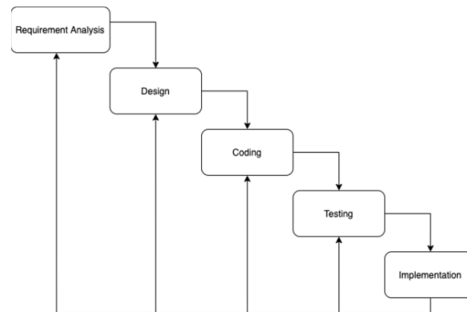 Requirement Analysis
Design
Coding
Testing
Implementation